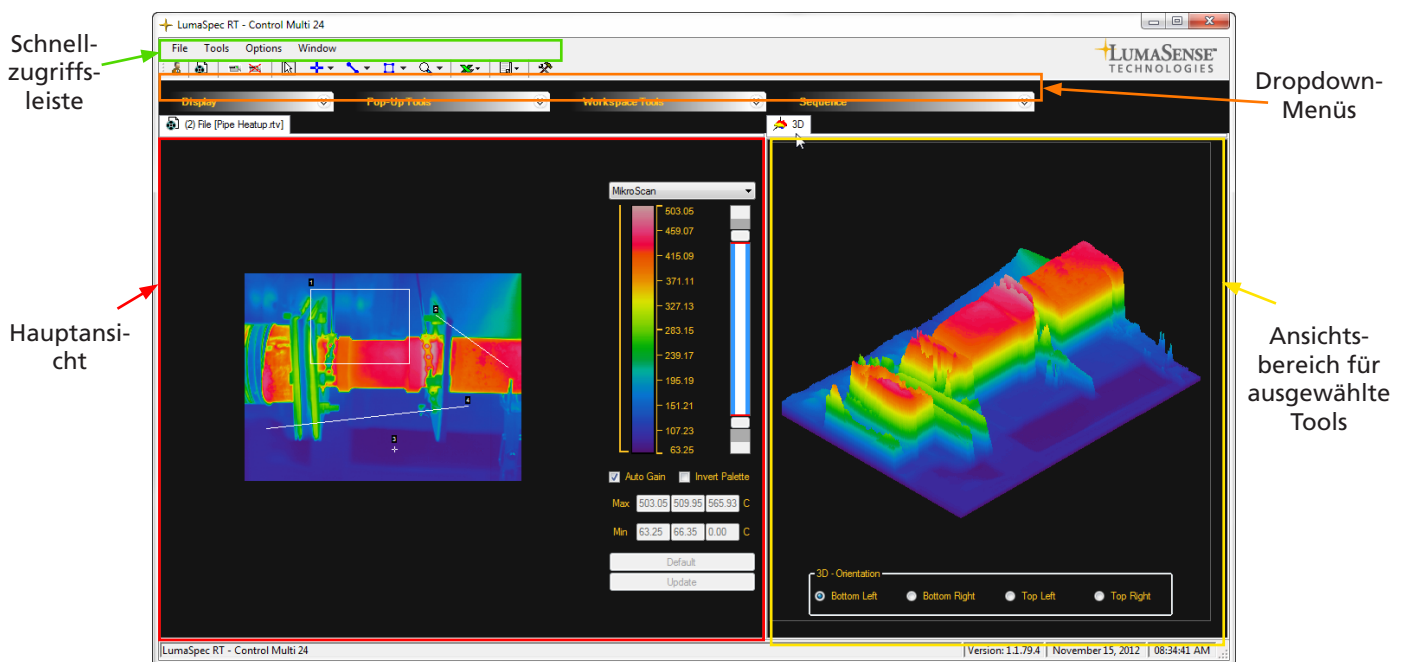 LumaSpec RT - Control Multi 24
File Tools Options Window
LUMASENSE
TECHNOLOGIES
Schnell-
zugriffs-
leiste
Dropdown-
Menüs
Display Pop-Up Tools Workspace Tools Sequence
(2) File [Pipe Heatup.rtv]
3D
Hauptansi-
cht
1
2
4
3
MikroScan
503.05
459.07
415.09
371.11
327.13
283.15
239.17
195.19
151.21
107.23
63.25
Auto Gain Invert Palette
Max 503.05 509.95 565.93 C
Min 63.25 66.35 0.00 C
Default
Update
Ansichts-
bereich für
ausgewählte
Tools
3D - Orientation
Bottom Left Bottom Right Top Left Top Right
LumaSpec RT - Control Multi 24
Version: 1.1.79.4 November 15, 2012 08:34:41 AM